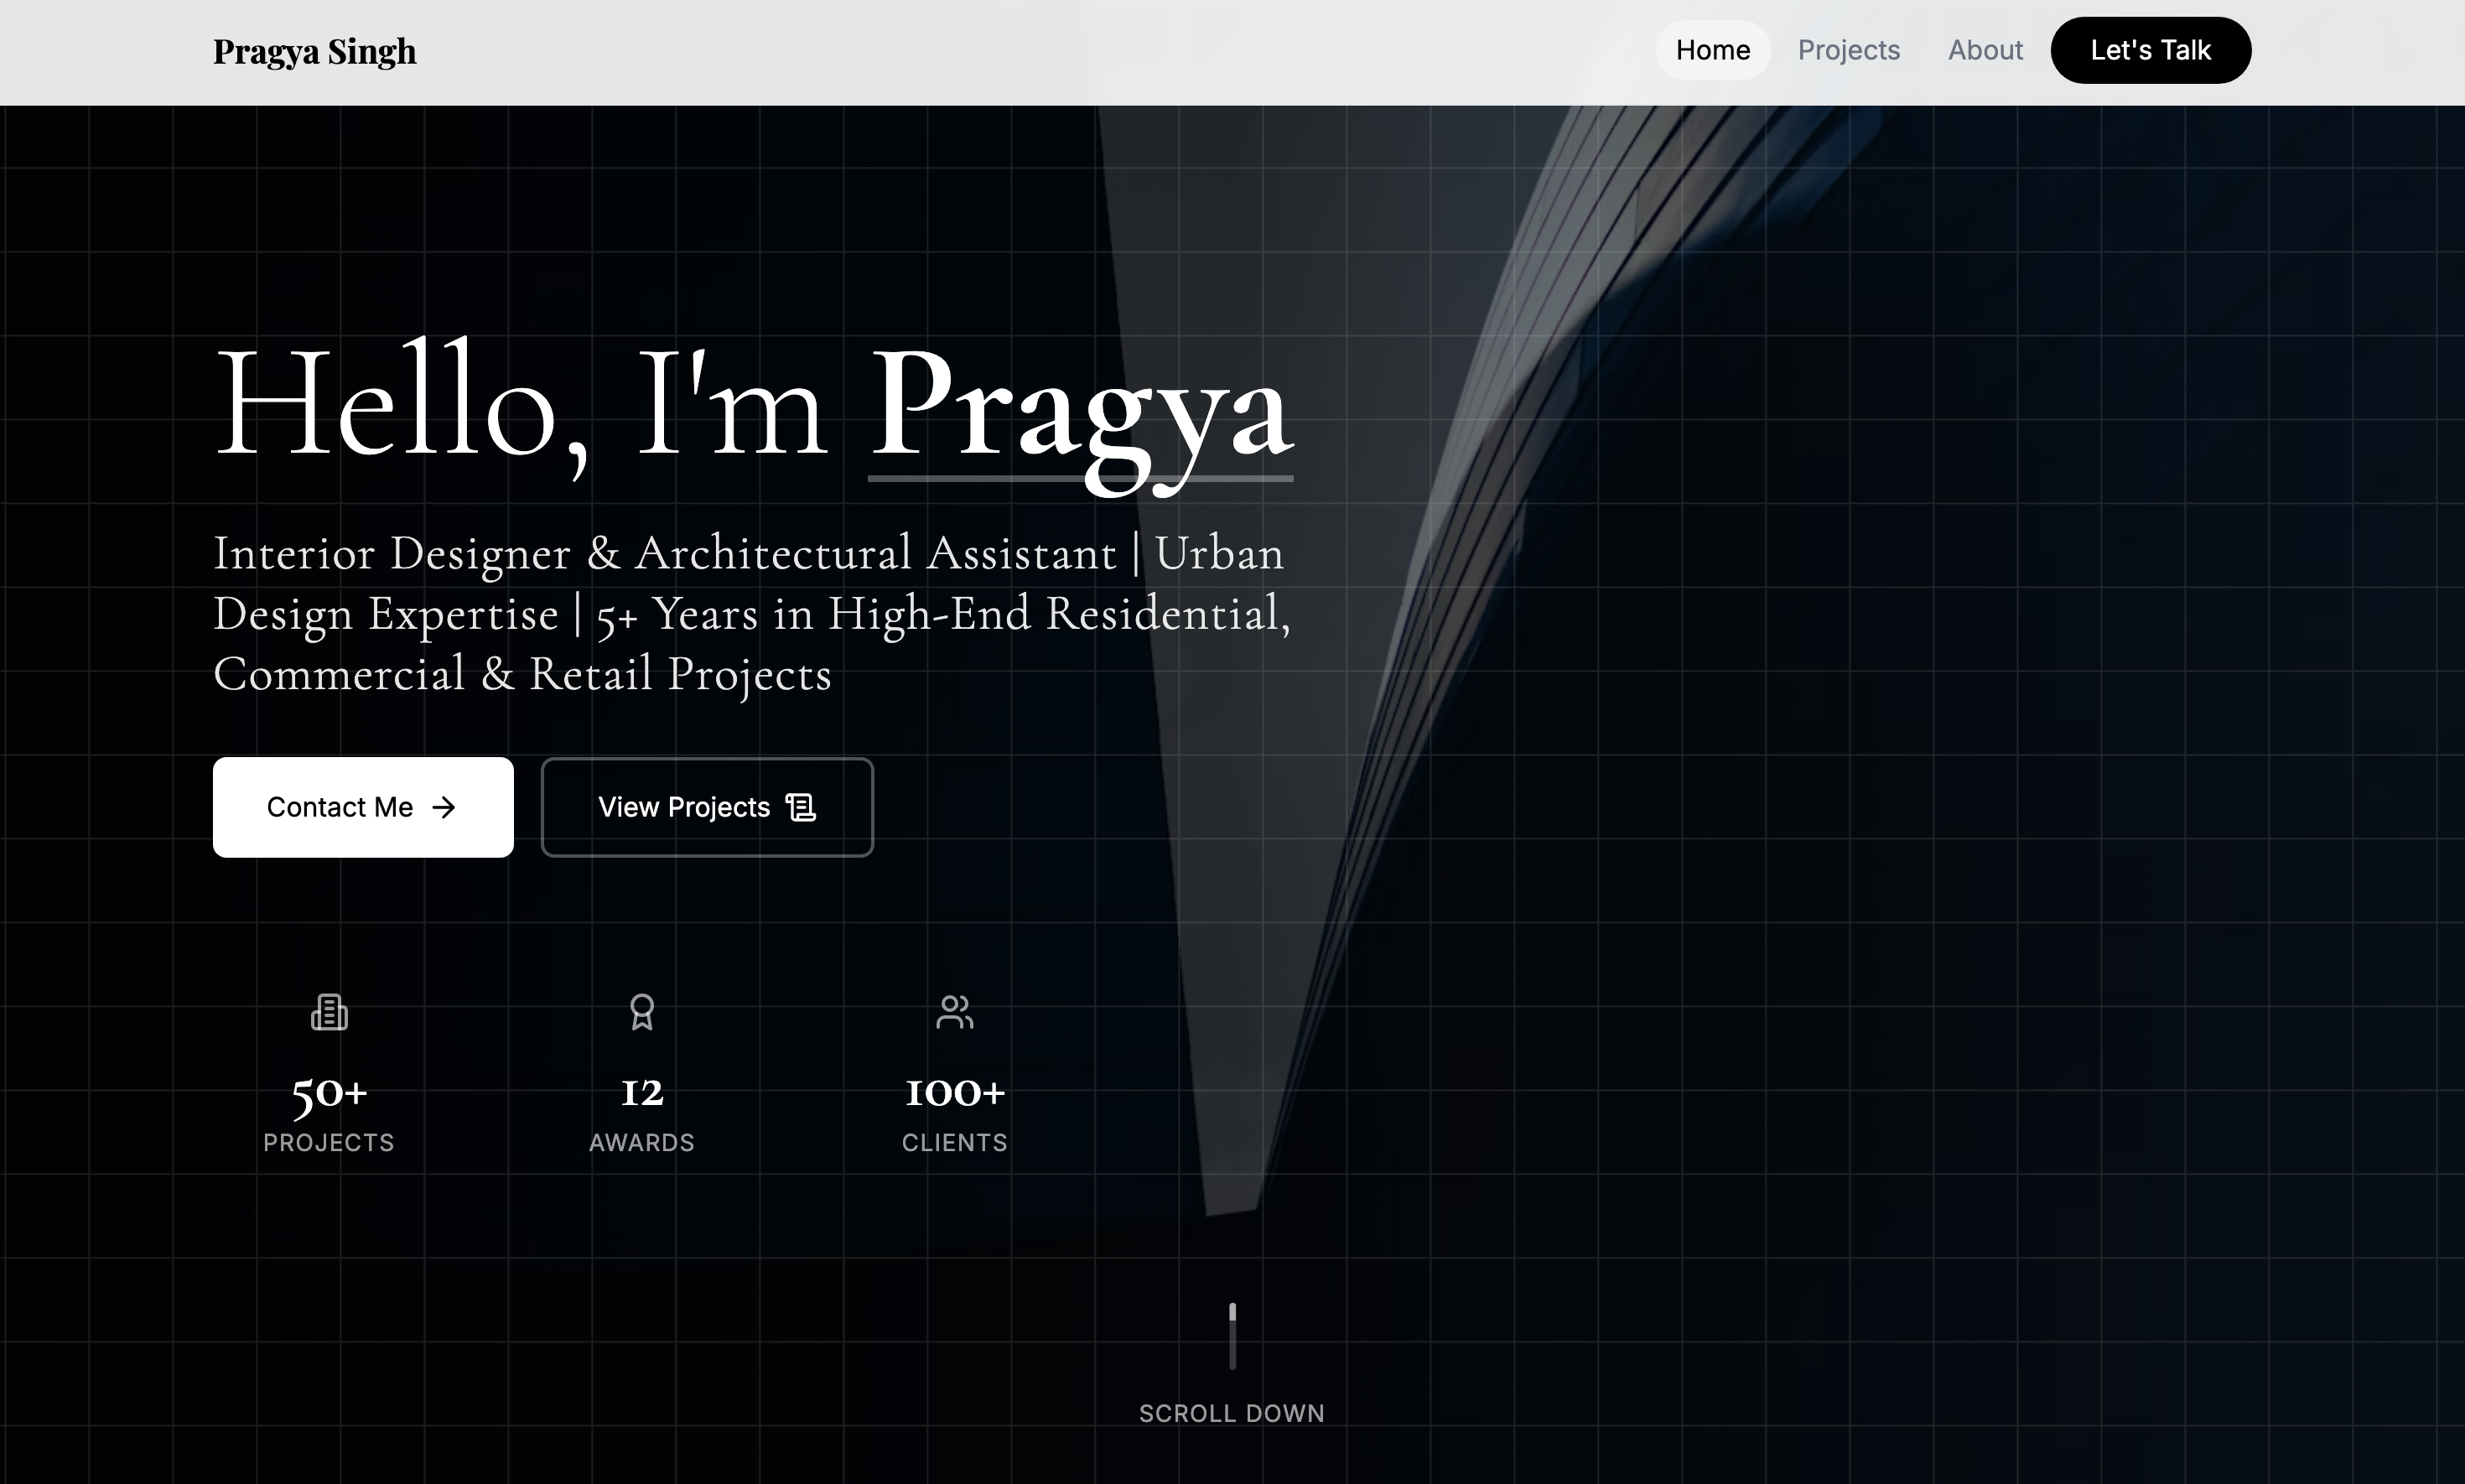 Pragya Singh
Home
Projects
About
Let's Talk
Hello, I'm Pragya
Interior Designer & Architectural Assistant | Urban
Design Expertise | 5+ Years in High-End Residential,
Commercial & Retail Projects
Contact Me
View Projects
50+
PROJECTS
12
AWARDS
100+
CLIENTS
SCROLL DOWN